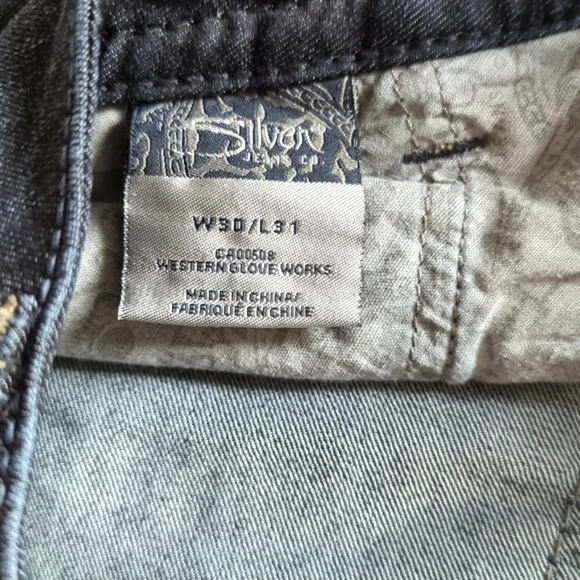 Silver
JEANS CO.
W30/L31
CA00508
WESTERN GLOVE WORKS
MADE IN CHINA/
FABRIQUÉ EN CHINE